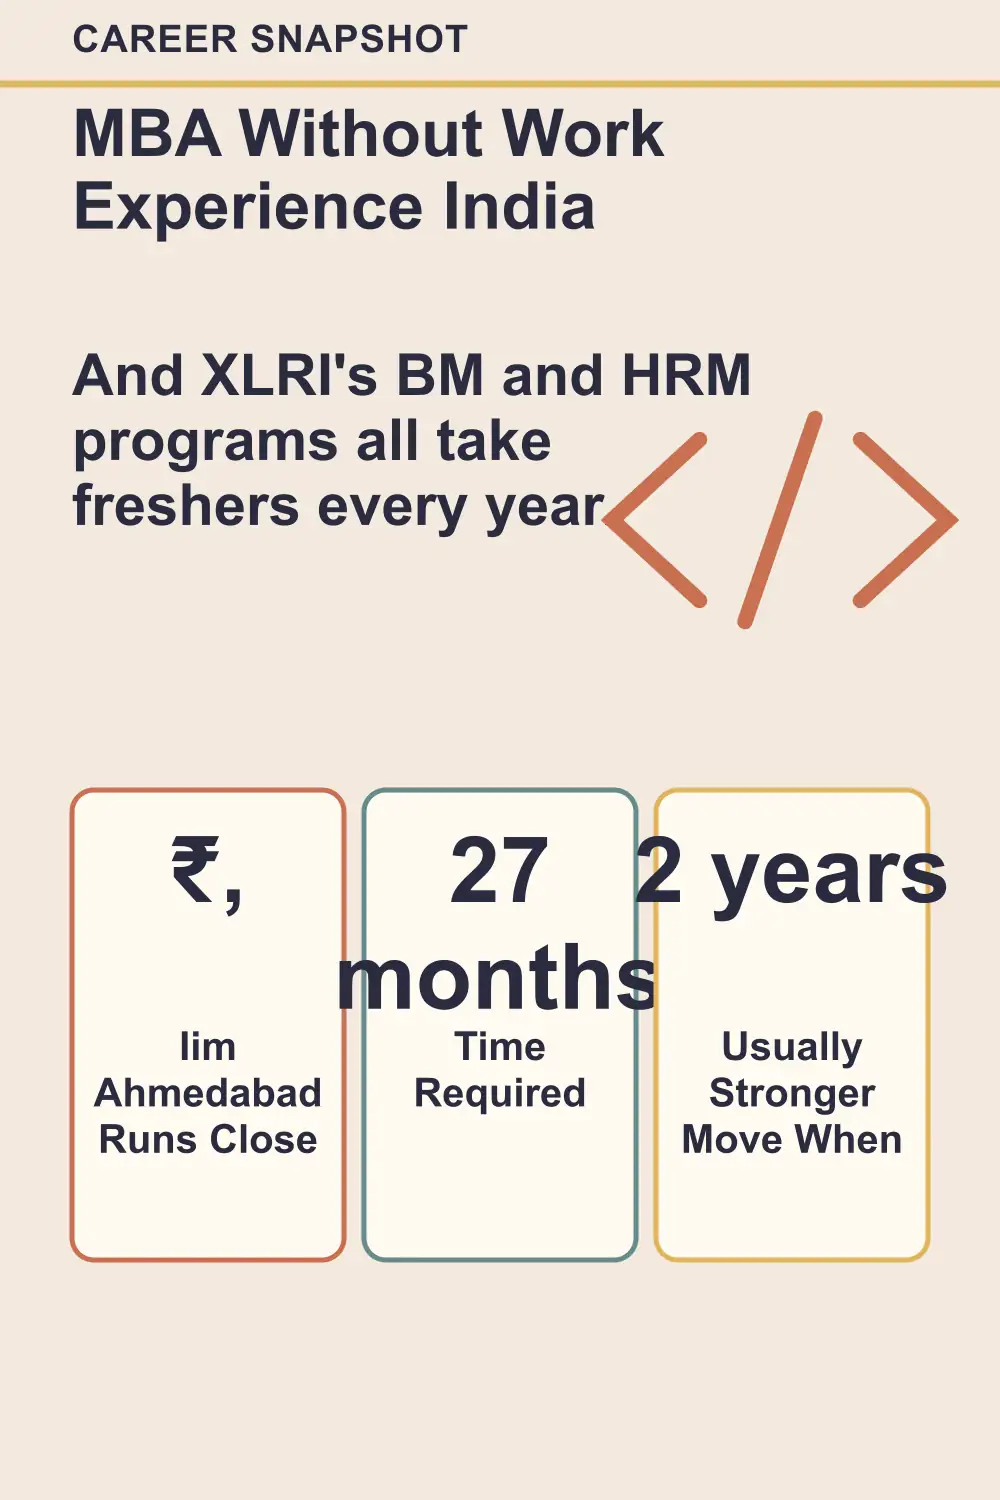 CAREER SNAPSHOT
MBA Without Work
Experience India
And XLRI's BM and HRM
programs all take
freshers every year
₹,
Iim
Ahmedabad
Runs Close
27
months
Time
Required
2 years
Usually
Stronger
Move When